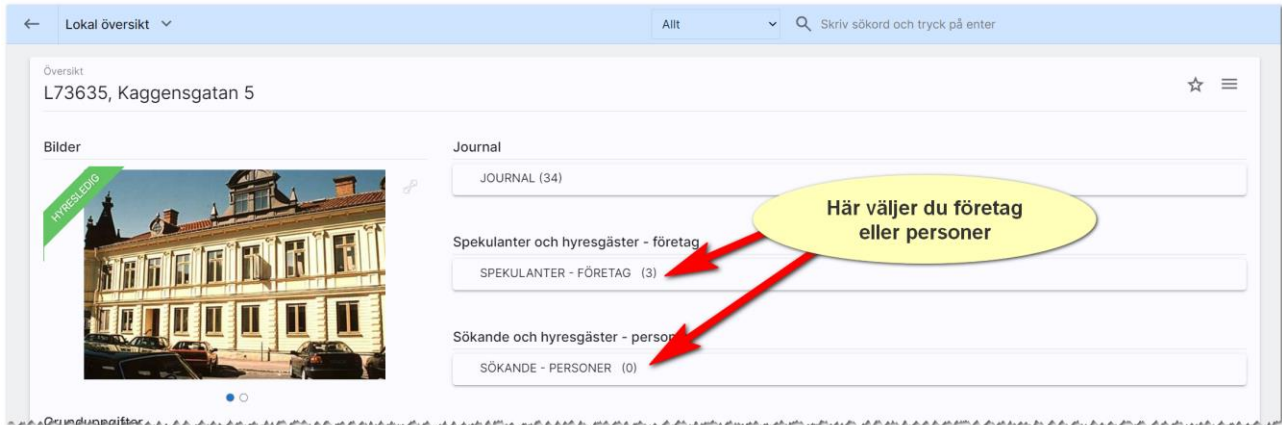 Lokal översikt
Allt
Skriv sökord och tryck på enter
Översikt
L73635, Kaggensgatan 5
Bilder
Journal
HYRESLEDIG
JOURNAL (34)
Här väljer du företag
eller personer
Spekulanter och hyresgäster - företag
SPEKULANTER - FÖRETAG (3)
Sökande och hyresgäster - person
SÖKANDE - PERSONER (0)
Grunduppgifter